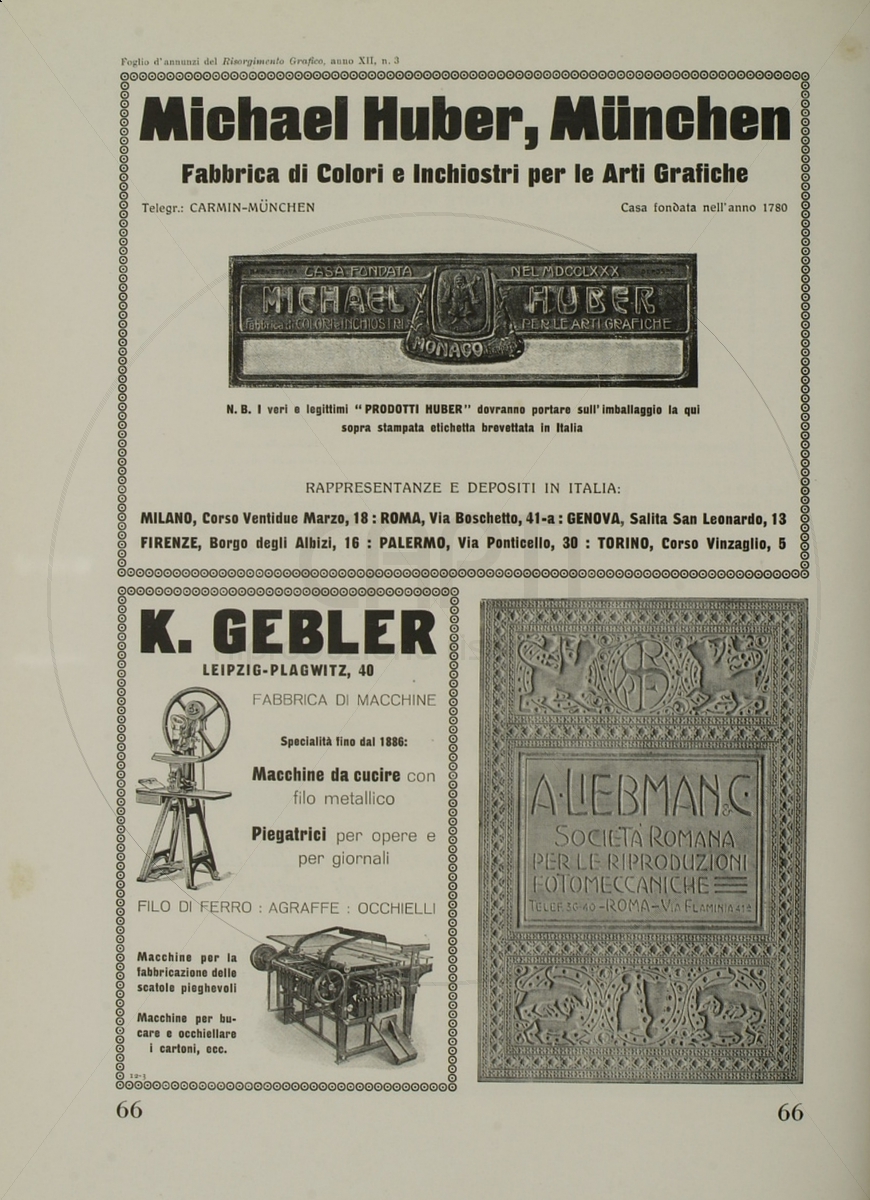 Foglio d'annunzi del Risorgimento Grafico, anno XII, n. 3
Michael Huber, München
Fabbrica di Colori e Inchiostri per le Arti Grafiche
Telegr.: CARMIN-MÜNCHEN Casa fondata nell'anno 1780
CASA FONDATA NEL MDCCLXXX
MICHAEL HUBER
Fabbrica di COLORI e INCHIOSTRI PER LE ARTI GRAFICHE
MONACO
N. B. I veri e legittimi “PRODOTTI HUBER” dovranno portare sull'imballaggio la qui
sopra stampata etichetta brevettata in Italia
RAPPRESENTANZE E DEPOSITI IN ITALIA:
MILANO, Corso Ventidue Marzo, 18 : ROMA, Via Boschetto, 41-a : GENOVA, Salita San Leonardo, 13
FIRENZE, Borgo degli Albizi, 16 : PALERMO, Via Ponticello, 30 : TORINO, Corso Vinzaglio, 5
K. GEBLER
LEIPZIG-PLAGWITZ, 40
FABBRICA DI MACCHINE
Specialità fino dal 1886:
Macchine da cucire con
filo metallico
Piegatrici per opere e
per giornali
FILO DI FERRO : AGRAFFE : OCCHIELLI
Macchine per la
fabbricazione delle
scatole pieghevoli
Macchine per bu-
care e occhiellare
i cartoni, ecc.
12-3
A. LIEBMAN & C.
SOCIETÀ ROMANA
PER LE RIPRODUZIONI
FOTOMECCANICHE
TELEF. 36-40 - ROMA - VIA FLAMINIA
66
66